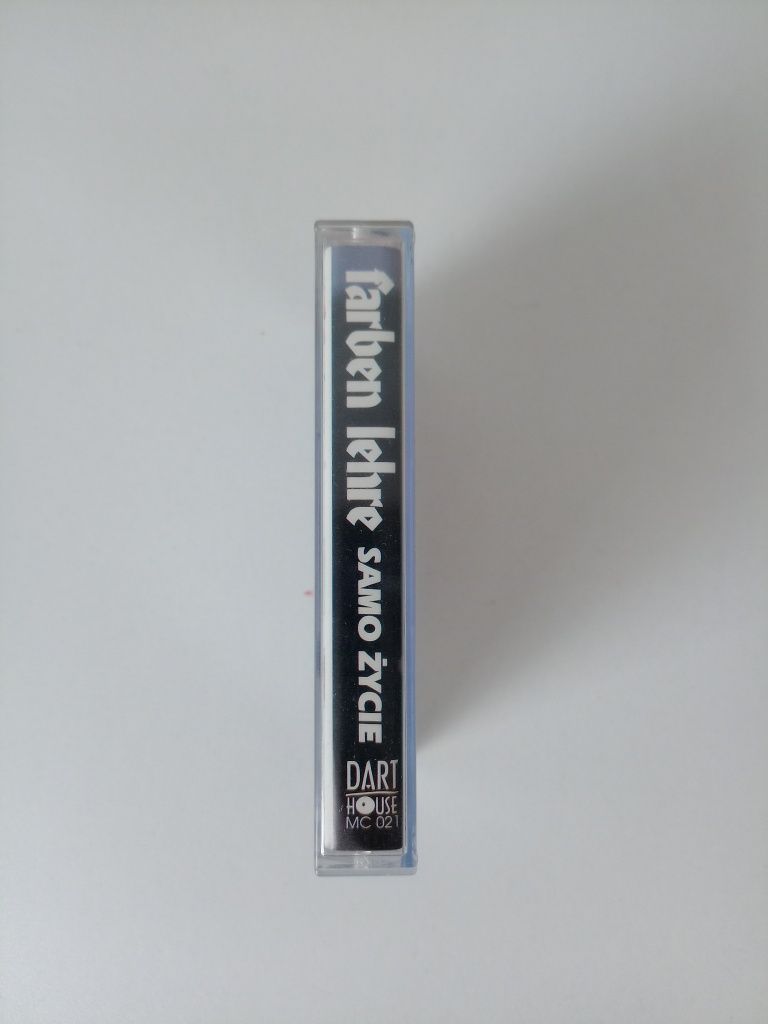 farben lehre SAMO ŻYCIE
DART
HOUSE
MC 021